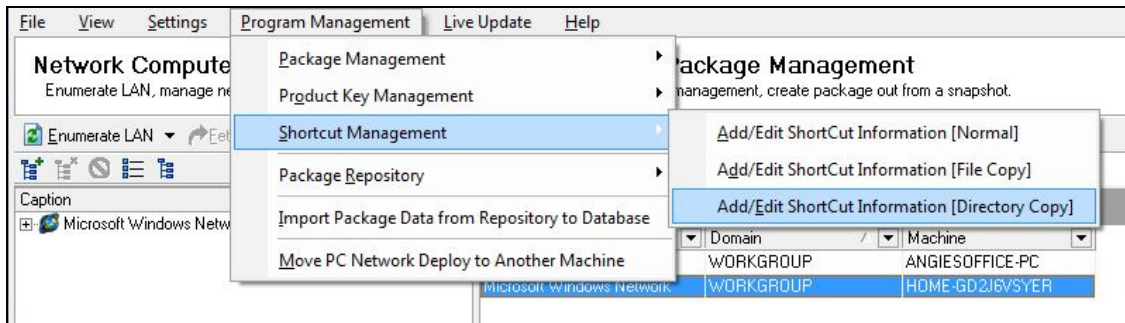 File View Settings Program Management Live Update Help
Network Compute
Enumerate LAN, manage ne
Package Management
Product Key Management
Shortcut Management
Package Repository
Import Package Data from Repository to Database
Move PC Network Deploy to Another Machine
ackage Management
management, create package out from a snapshot.
Add/Edit ShortCut Information [Normal]
Add/Edit ShortCut Information [File Copy]
Add/Edit ShortCut Information [Directory Copy]
Enumerate LAN
Caption
Microsoft Windows Netw
Domain Machine
WORKGROUP ANGIESOFFICE-PC
Microsoft Windows Network WORKGROUP HOME-GD2J6VSYER